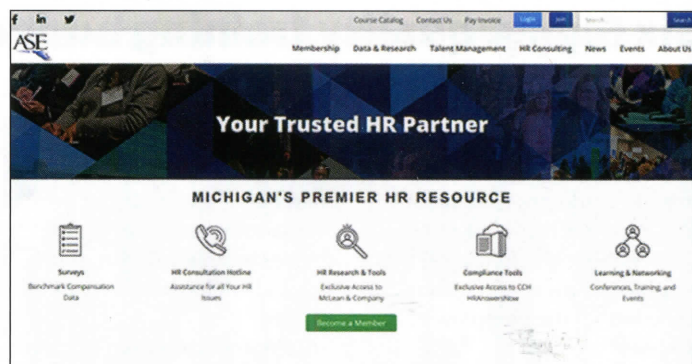 Course Catalog Contact Us Pay Invoice Login Join Search Search
ASE
Membership Data & Research Talent Management HR Consulting News Events About Us
Your Trusted HR Partner
MICHIGAN'S PREMIER HR RESOURCE
Surveys HR Consultation Hotline HR Research & Tools Compliance Tools Learning & Networking
Benchmark Compensation Assistance for all Your HR Exclusive Access to Exclusive Access to CCH Conferences, Training, and
Data Issues McLean & Company HRAnswersNow Events
Become a Member